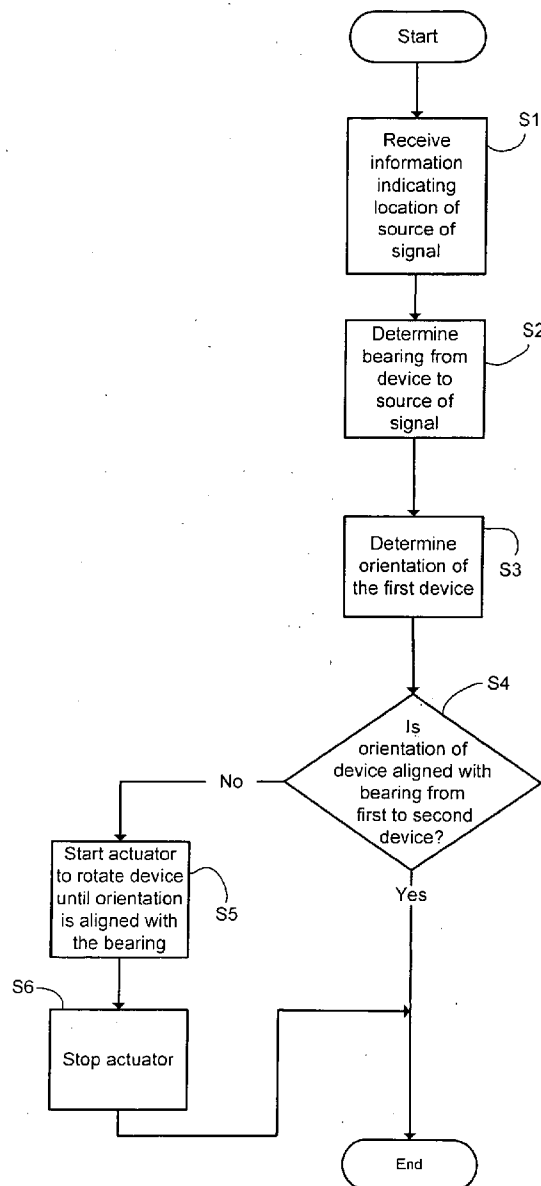 Start
S1
Receive
information
indicating
location of
source of
signal
S2
Determine
bearing from
device to
source of
signal
Determine
orientation of
the first device
S3
S4
Is
orientation of
device aligned with
bearing from
first to second
device?
No
Yes
Start actuator
to rotate device
until orientation
is aligned with
the bearing
S5
S6
Stop actuator
End